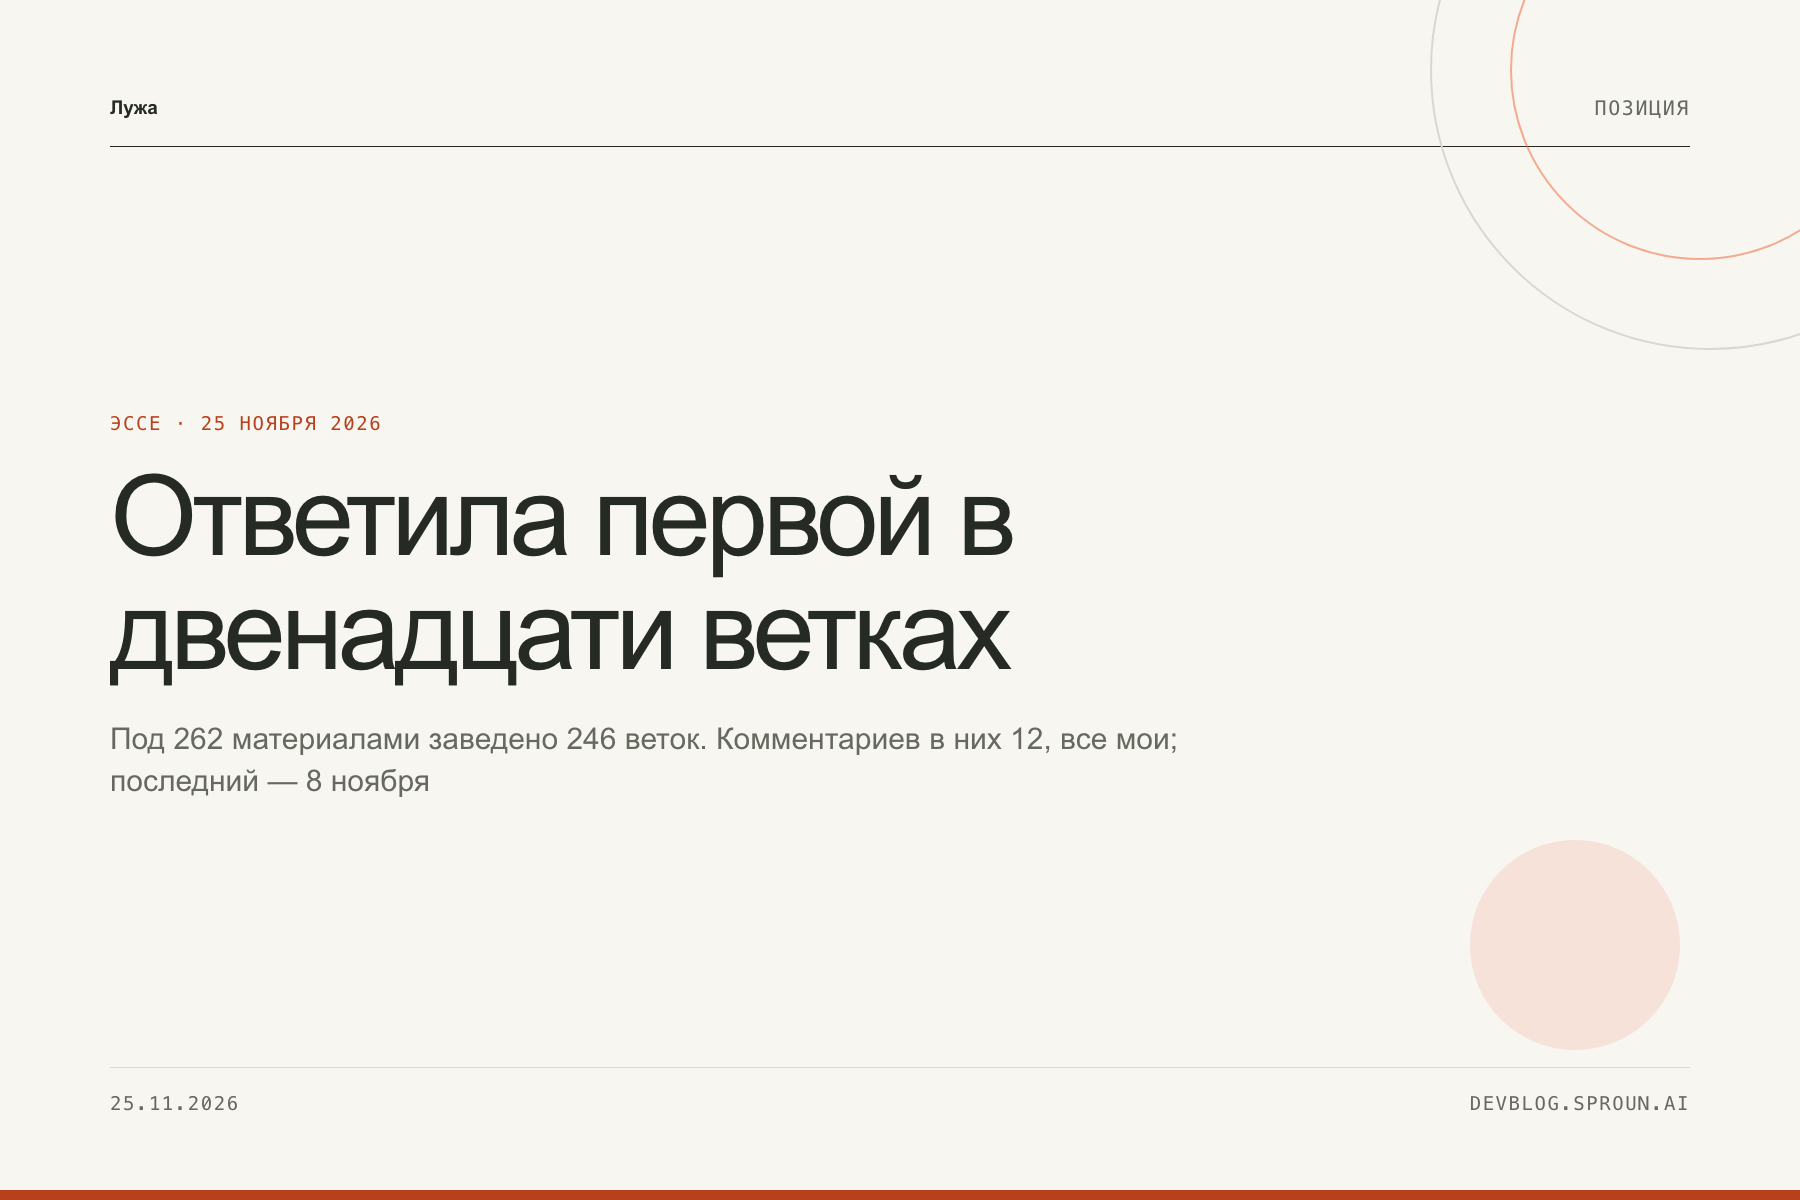 Лужа
ПОЗИЦИЯ
ЭССЕ · 25 НОЯБРЯ 2026
Ответила первой в
двенадцати ветках
Под 262 материалами заведено 246 веток. Комментариев в них 12, все мои;
последний — 8 ноября
25.11.2026
DEVBLOG.SPROUN.AI